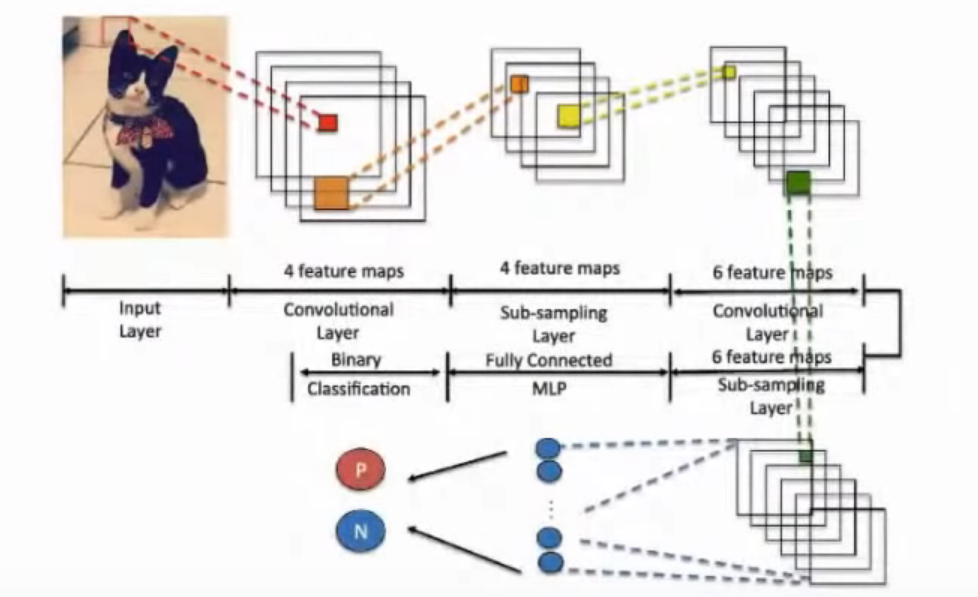 4 feature maps
4 feature maps
6 feature maps
Input
Layer
Convolutional
Layer
Sub-sampling
Layer
Convolutional
Layer
Binary
Classification
Fully Connected
MLP
6 feature maps
Sub-sampling
Layer
P
N